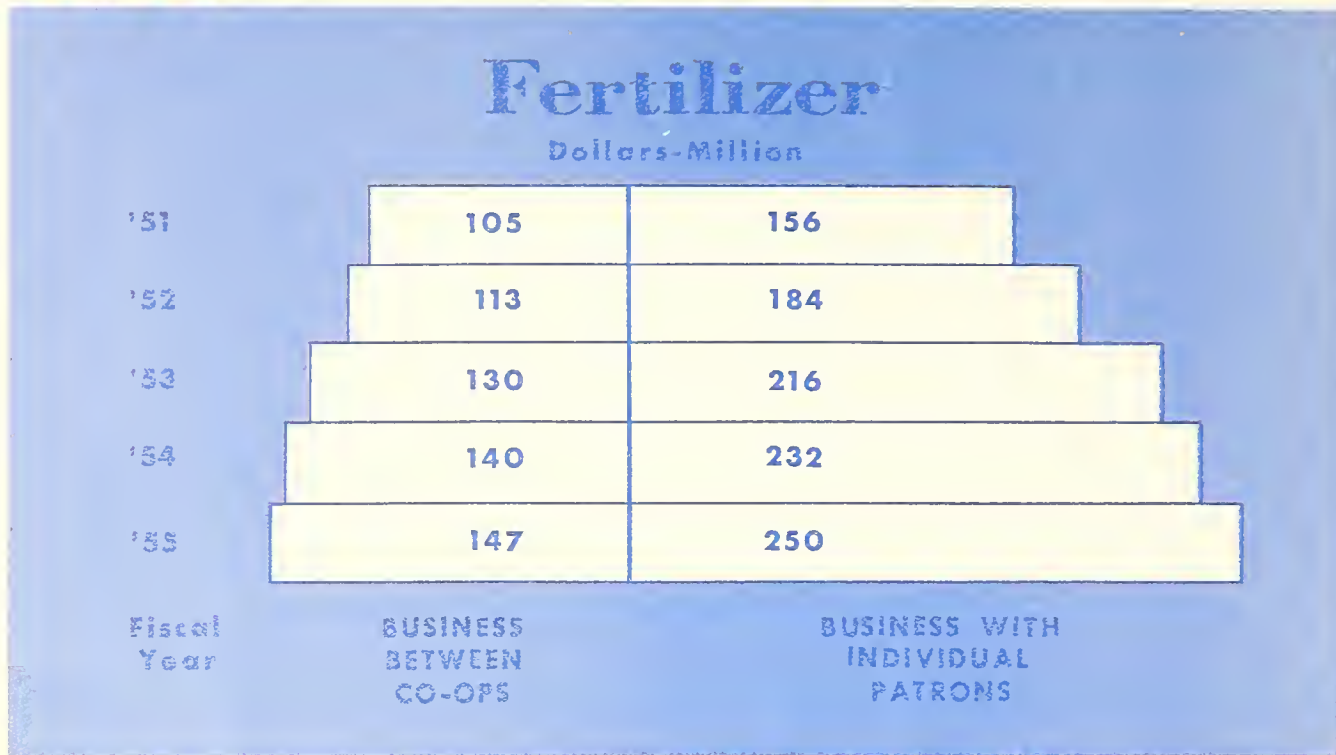 Fertilizer
Dollars-Million
'51 105 156
'52 113 184
'53 130 216
'54 140 232
'55 147 250
Fiscal Year
BUSINESS BETWEEN CO-OPS
BUSINESS WITH INDIVIDUAL PATRONS